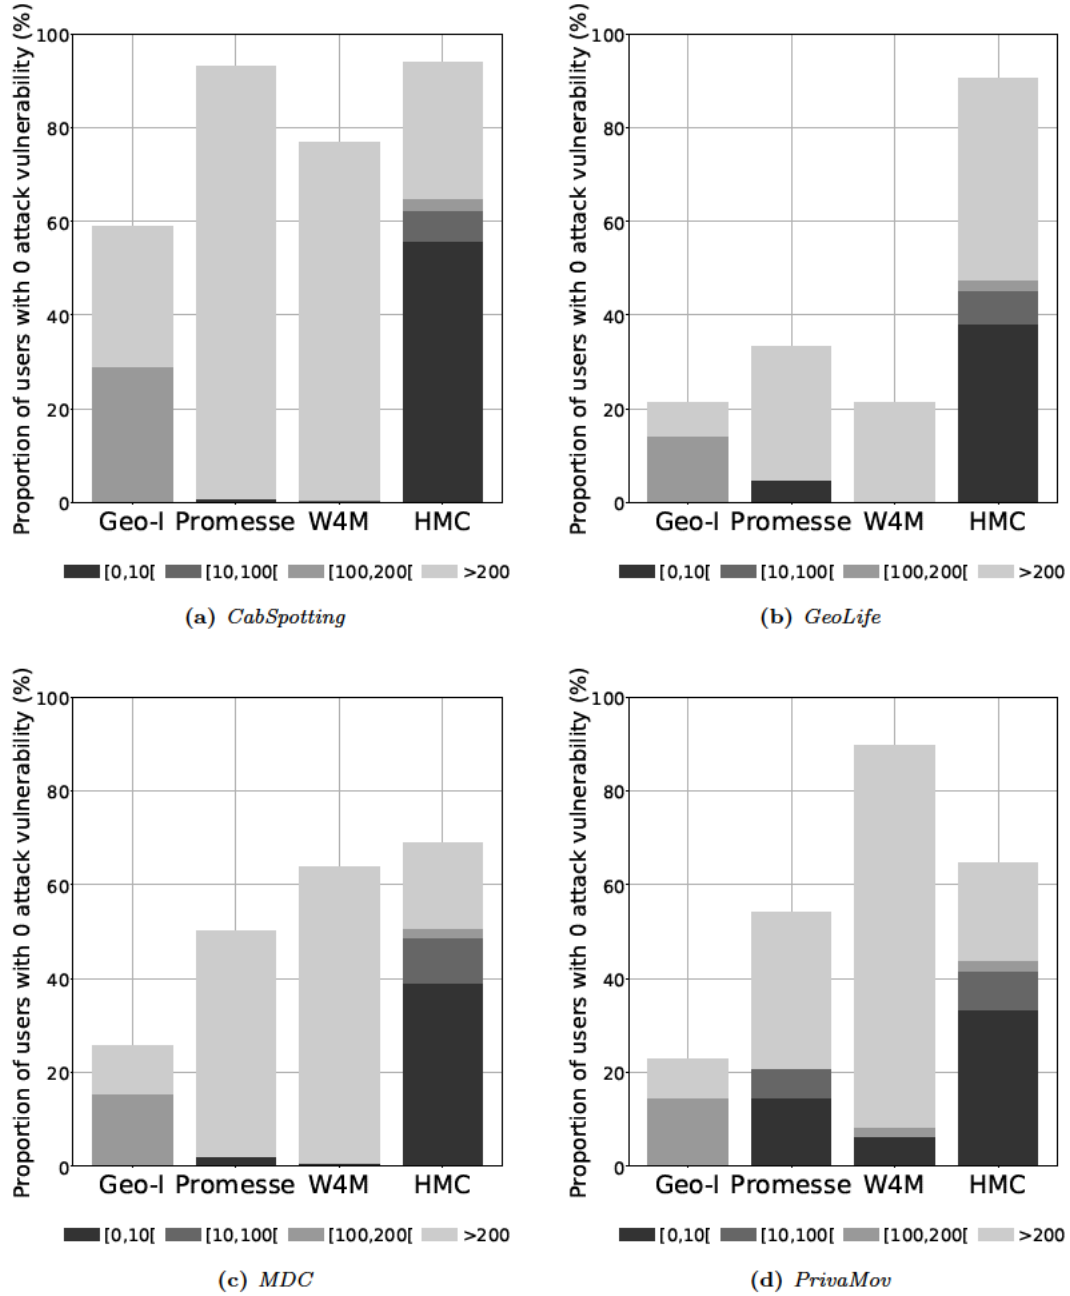 Proportion of users with 0 attack vulnerability (%)
100
80
60
40
20
0
Geo-I Promesse W4M HMC
[0,10[ [10,100[ [100,200[ >200
(a) CabSpotting
Proportion of users with 0 attack vulnerability (%)
100
80
60
40
20
0
Geo-I Promesse W4M HMC
[0,10[ [10,100[ [100,200[ >200
(b) GeoLife
Proportion of users with 0 attack vulnerability (%)
100
80
60
40
20
0
Geo-I Promesse W4M HMC
[0,10[ [10,100[ [100,200[ >200
(c) MDC
Proportion of users with 0 attack vulnerability (%)
100
80
60
40
20
0
Geo-I Promesse W4M HMC
[0,10[ [10,100[ [100,200[ >200
(d) PrivaMov